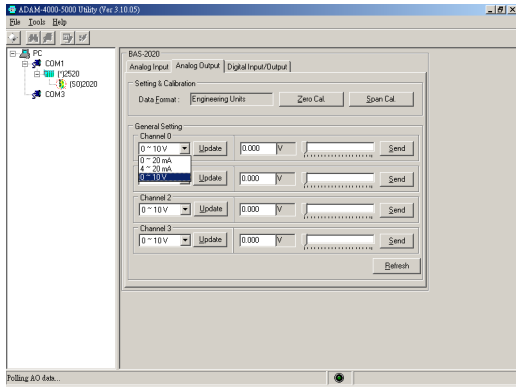 ADAM-4000-5000 Utility (Ver 3.10.05)
File Tools Help
PC
COM1
(*)2520
(S0)2020
COM3
BAS-2020
Analog Input Analog Output Digital Input/Output
Setting & Calibration
Data Format : Engineering Units Zero Cal. Span Cal.
General Setting
Channel 0
0 ~ 10 V Update 0.000 V Send
0 ~ 20 mA
4 ~ 20 mA
0 ~ 10 V
Update 0.000 V Send
Channel 2
0 ~ 10 V Update 0.000 V Send
Channel 3
0 ~ 10 V Update 0.000 V Send
Refresh
Polling AO data...